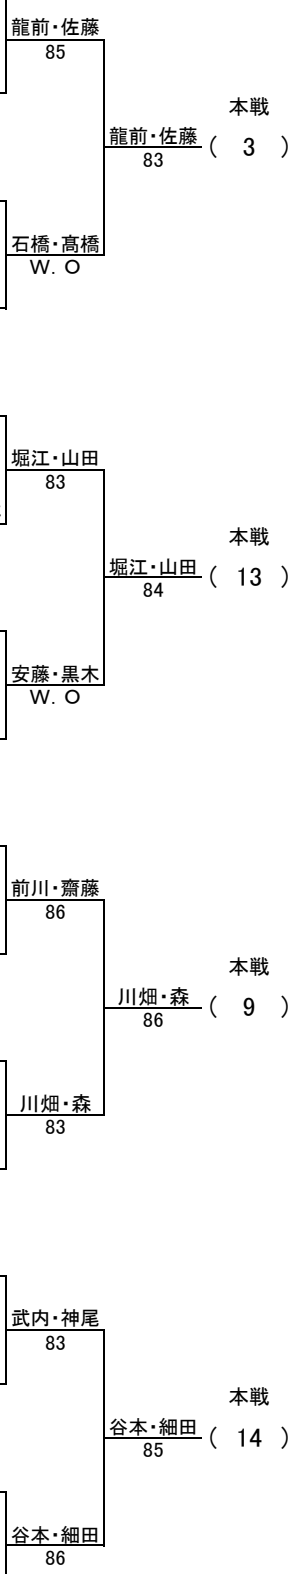 龍前・佐藤
85
本戦
龍前・佐藤 ( 3 )
83
石橋・髙橋
W.O
堀江・山田
83
本戦
堀江・山田 ( 13 )
84
安藤・黒木
W.O
前川・齋藤
86
本戦
川畑・森 ( 9 )
86
川畑・森
83
武内・神尾
83
本戦
谷本・細田 ( 14 )
85
谷本・細田
86